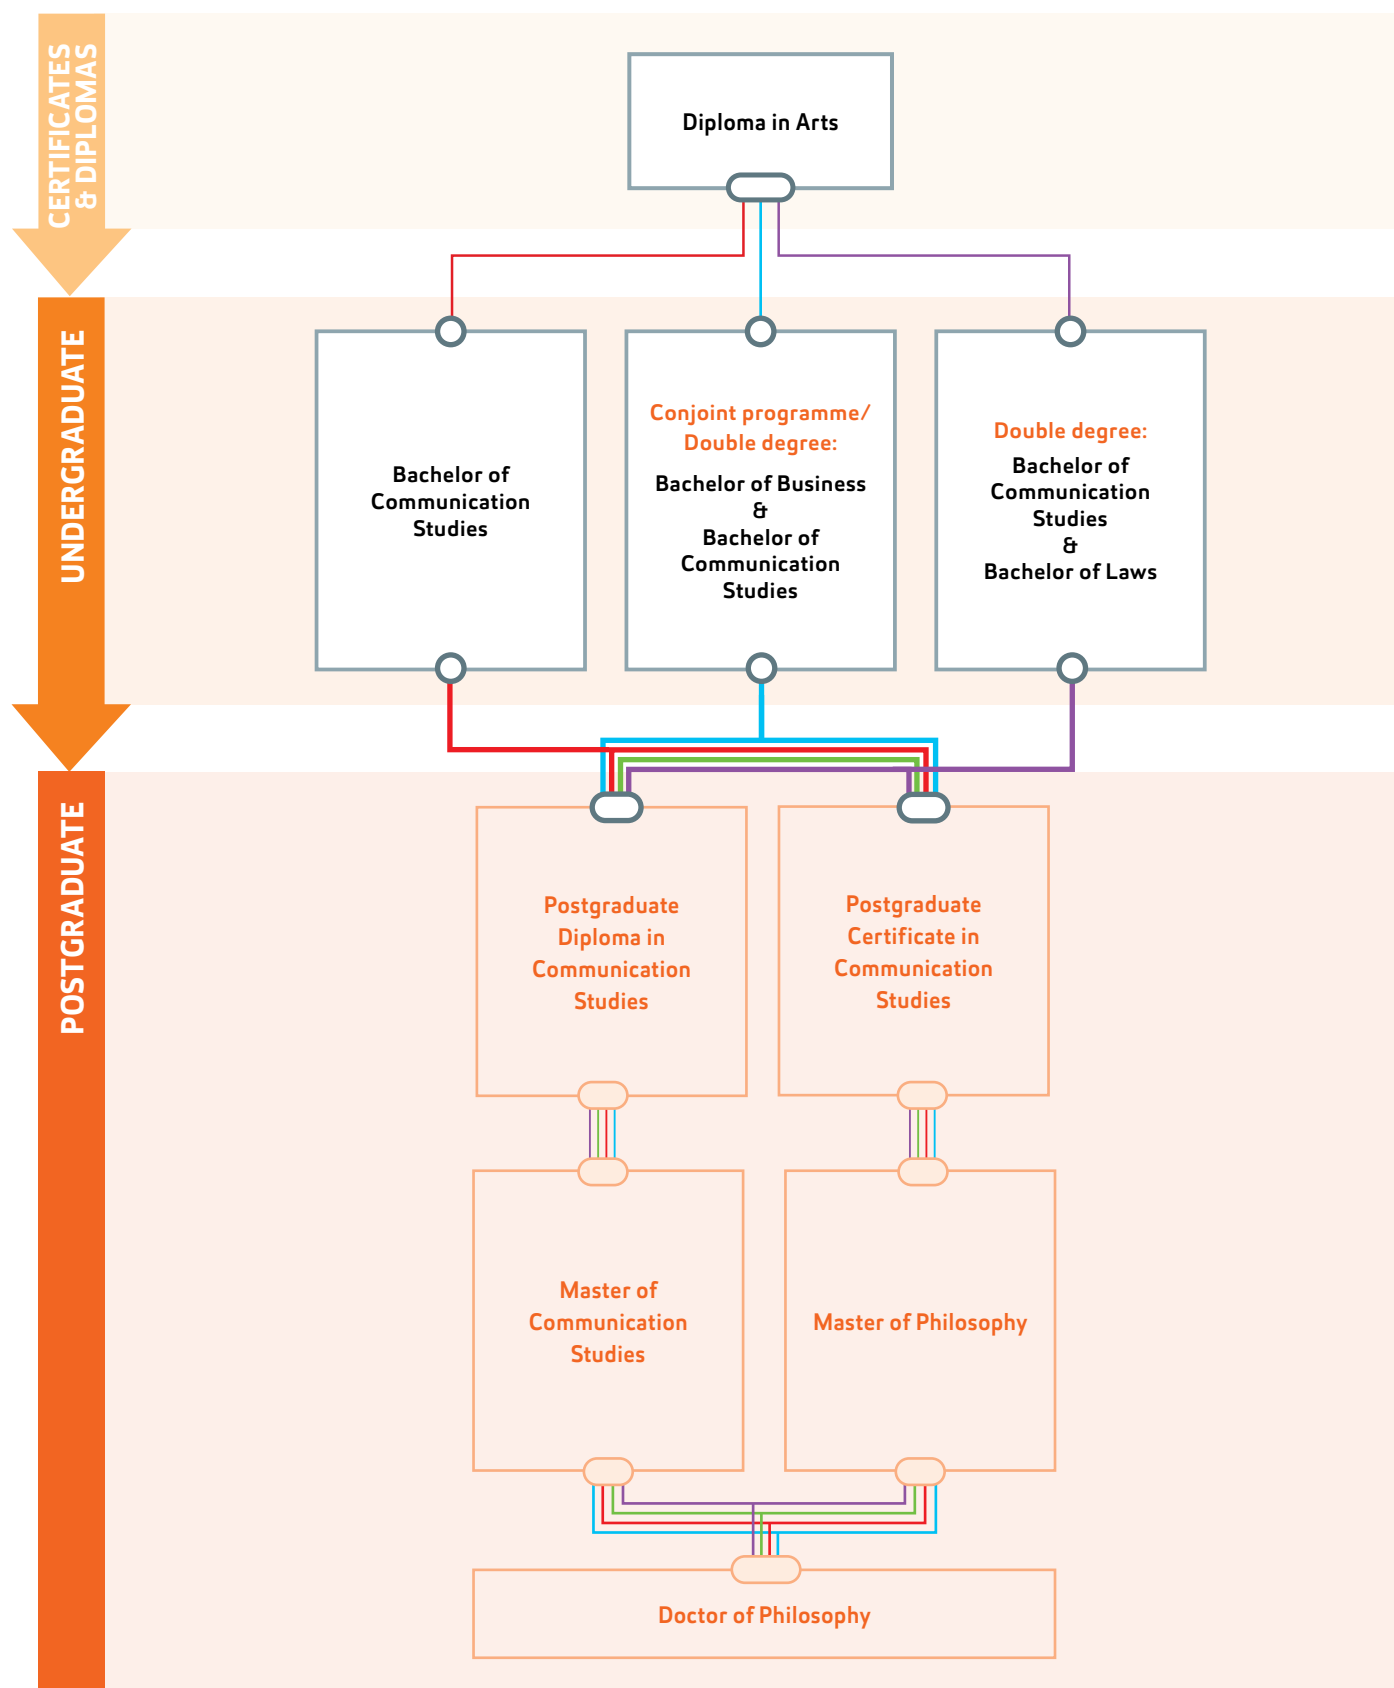 CERTIFICATES
& DIPLOMAS
Diploma in Arts
UNDERGRADUATE
Bachelor of
Communication
Studies
Conjoint programme/
Double degree:
Bachelor of Business
&
Bachelor of
Communication
Studies
Double degree:
Bachelor of
Communication
Studies
&
Bachelor of Laws
POSTGRADUATE
Postgraduate
Diploma in
Communication
Studies
Postgraduate
Certificate in
Communication
Studies
Master of
Communication
Studies
Master of Philosophy
Doctor of Philosophy